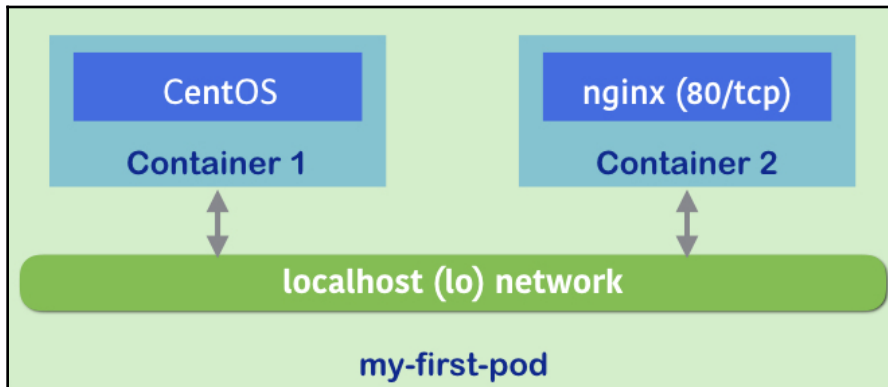 CentOS
Container 1
nginx (80/tcp)
Container 2
localhost (lo) network
my-first-pod